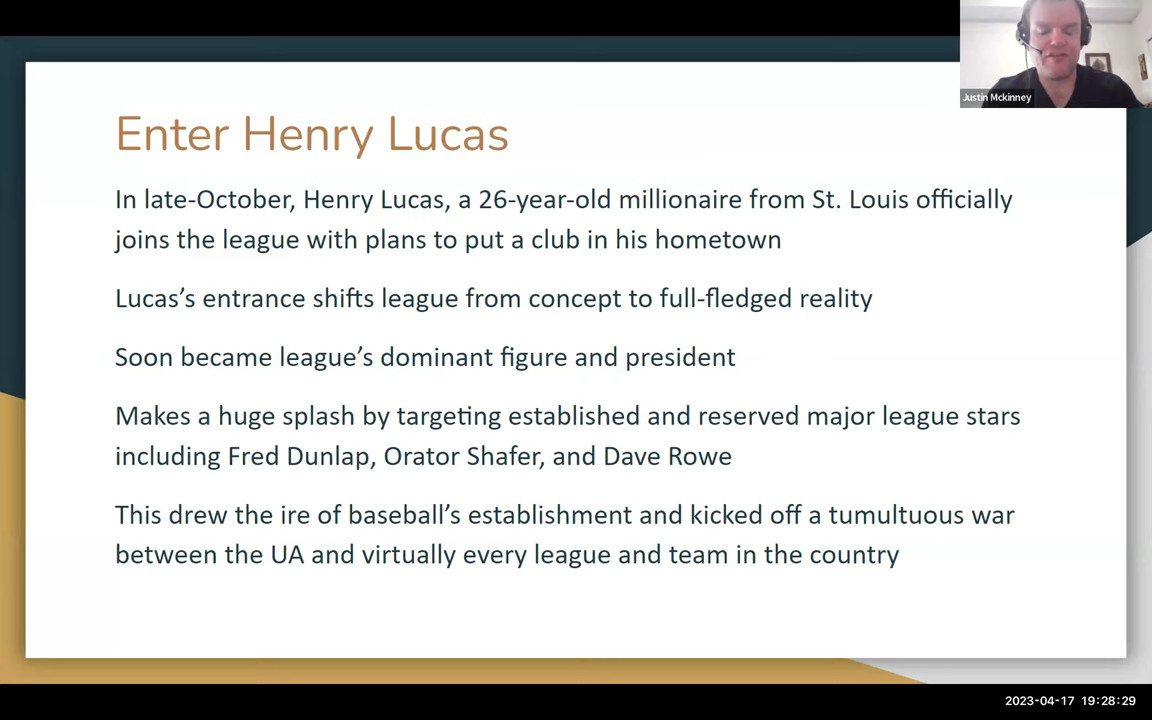 Justin Mckinney
Enter Henry Lucas
In late-October, Henry Lucas, a 26-year-old millionaire from St. Louis officially
joins the league with plans to put a club in his hometown
Lucas’s entrance shifts league from concept to full-fledged reality
Soon became league’s dominant figure and president
Makes a huge splash by targeting established and reserved major league stars
including Fred Dunlap, Orator Shafer, and Dave Rowe
This drew the ire of baseball’s establishment and kicked off a tumultuous war
between the UA and virtually every league and team in the country
2023-04-17 19:28:29